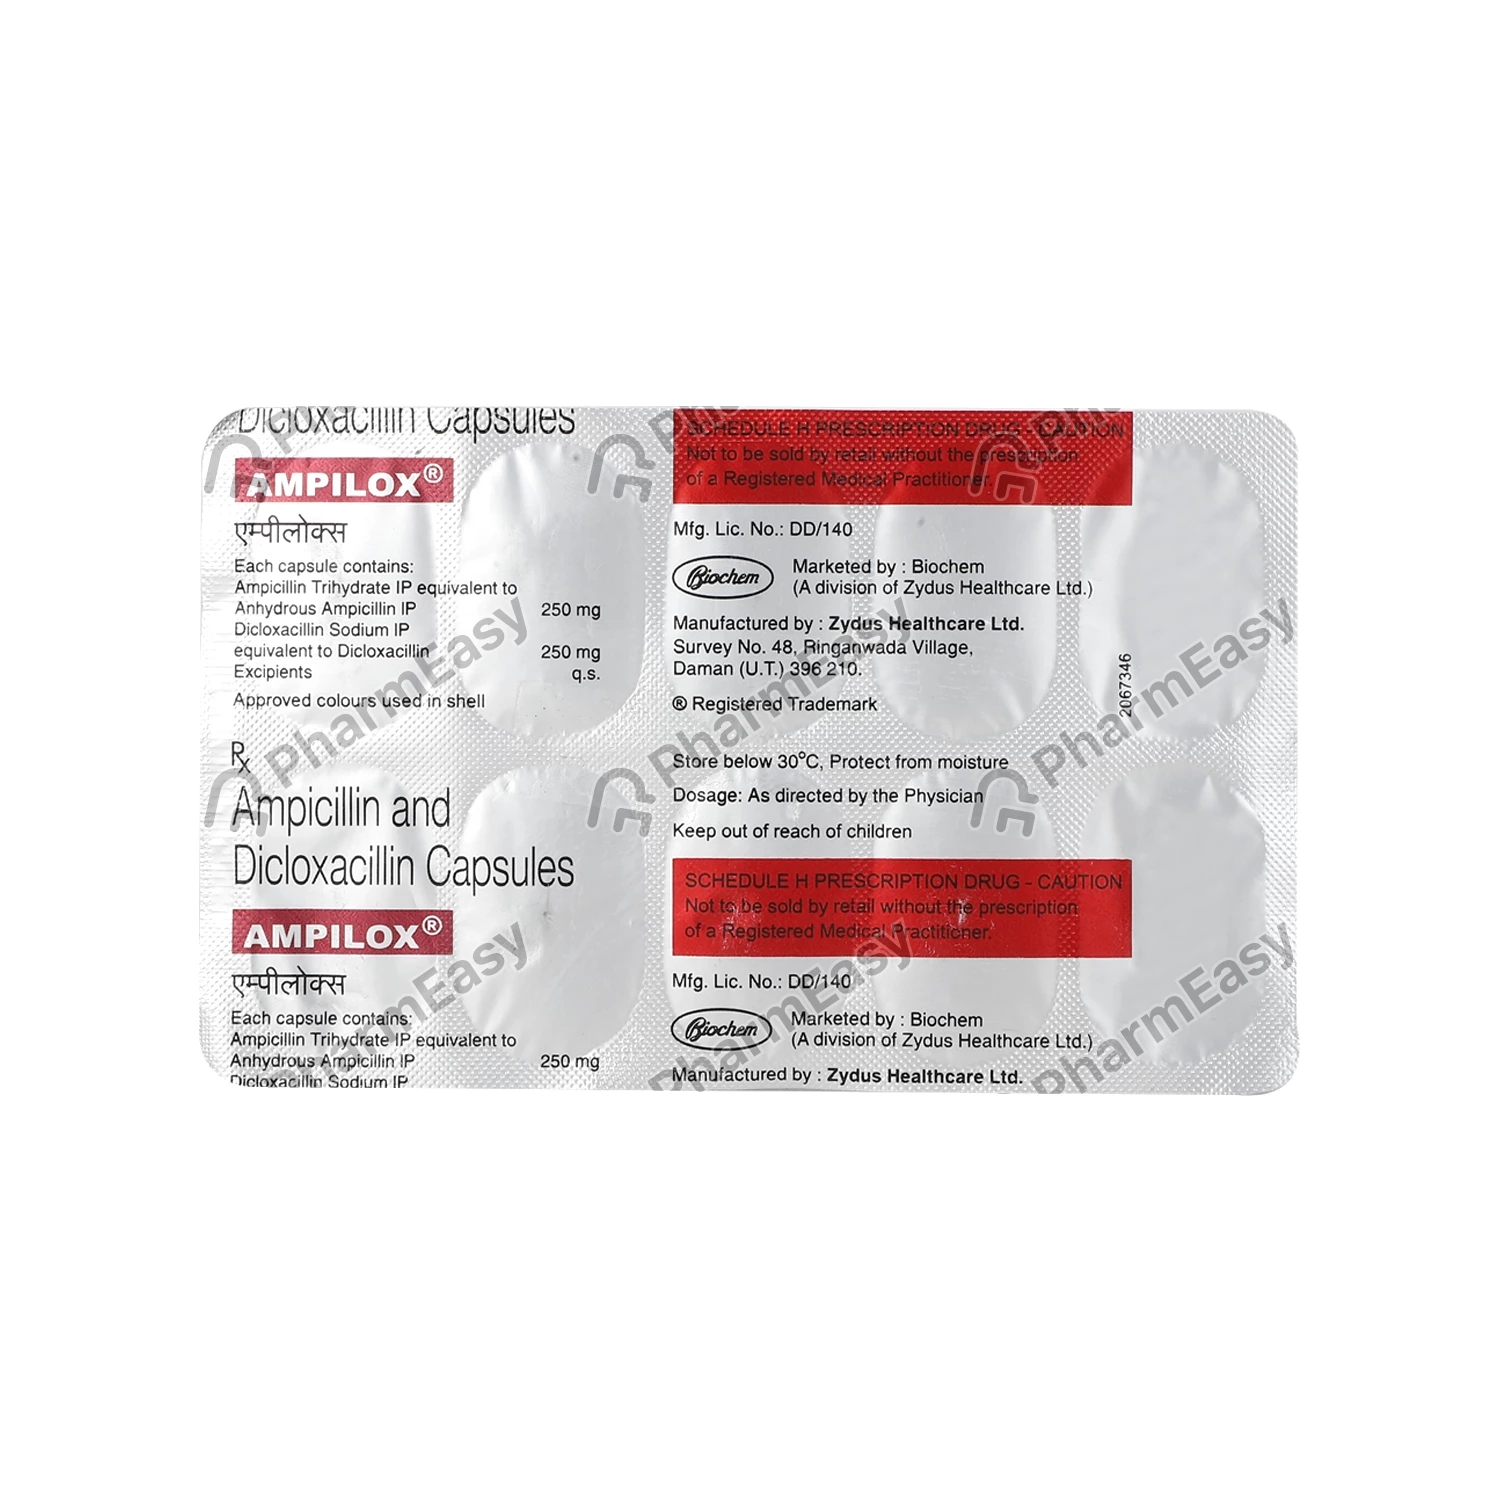 Dicloxacillin Capsules
AMPILOX®
एम्पीलोक्स
Each capsule contains:
Ampicillin Trihydrate IP equivalent to
Anhydrous Ampicillin IP 250 mg
Dicloxacillin Sodium IP
equivalent to Dicloxacillin 250 mg
Excipients q.s.
Approved colours used in shell
Rx
Ampicillin and
Dicloxacillin Capsules
AMPILOX®
एम्पीलोक्स
Each capsule contains:
Ampicillin Trihydrate IP equivalent to
Anhydrous Ampicillin IP 250 mg
Dicloxacillin Sodium IP
SCHEDULE H PRESCRIPTION DRUG - CAUTION
Not to be sold by retail without the prescription
of a Registered Medical Practitioner.
Mfg. Lic. No.: DD/140
Biochem
Marketed by : Biochem
(A division of Zydus Healthcare Ltd.)
Manufactured by : Zydus Healthcare Ltd.
Survey No. 48, Ringanwada Village,
Daman (U.T.) 396 210.
® Registered Trademark
2067346
Store below 30°C, Protect from moisture
Dosage: As directed by the Physician
Keep out of reach of children
SCHEDULE H PRESCRIPTION DRUG - CAUTION
Not to be sold by retail without the prescription
of a Registered Medical Practitioner.
Mfg. Lic. No.: DD/140
Biochem
Marketed by : Biochem
(A division of Zydus Healthcare Ltd.)
Manufactured by : Zydus Healthcare Ltd.
PharmEasy
PharmEasy
PharmEasy
PharmEasy
PharmEasy
PharmEasy